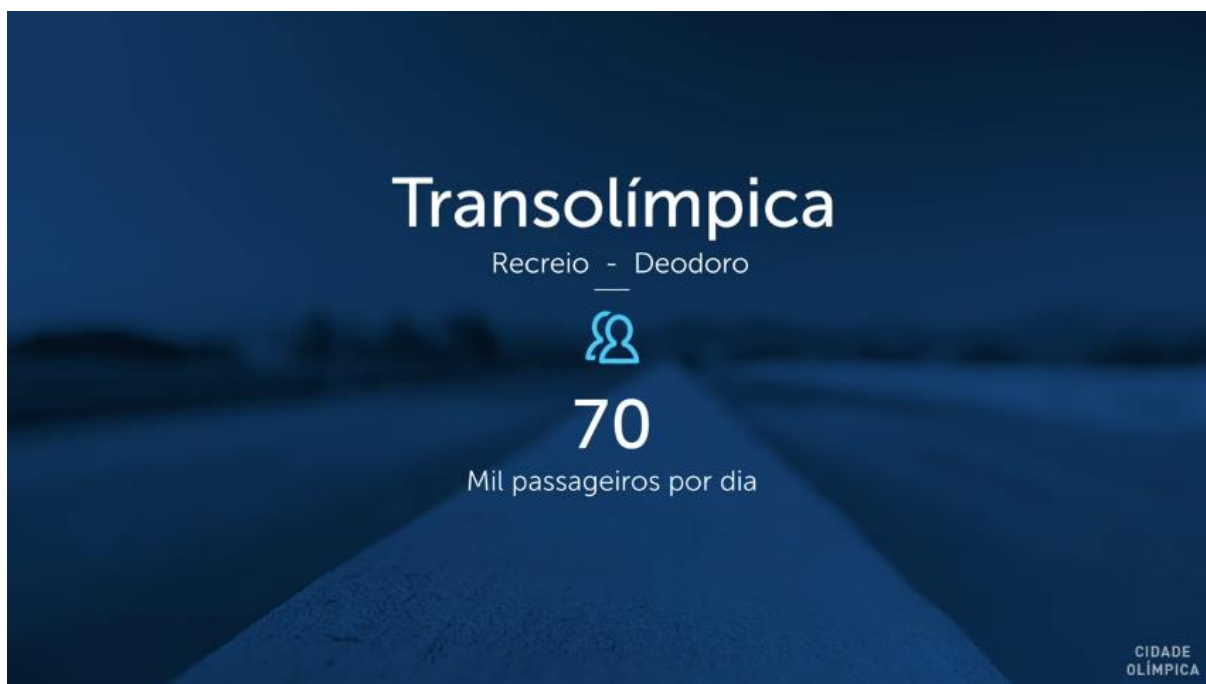 Transolímpica
Recreio - Deodoro
70
Mil passageiros por dia
CIDADE
OLÍMPICA